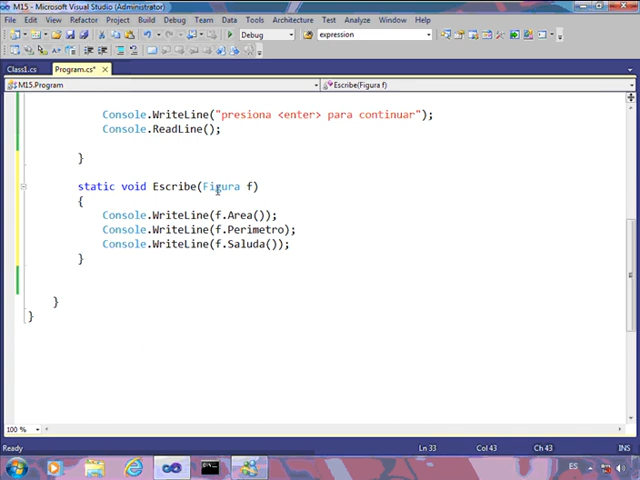 M15 - Microsoft Visual Studio (Administrator)
File Edit View Refactor Project Build Debug Team Data Tools Architecture Test Analyze Window Help
Debug expression
Class1.cs Program.cs*
M15.Program Escribe(Figura f)
Console.WriteLine("presiona <enter> para continuar");
Console.ReadLine();
}
static void Escribe(Figura f)
{
Console.WriteLine(f.Area());
Console.WriteLine(f.Perimetro);
Console.WriteLine(f.Saluda());
}
}
}
100 %
Ready Ln 33 Col 43 Ch 43 INS
ES